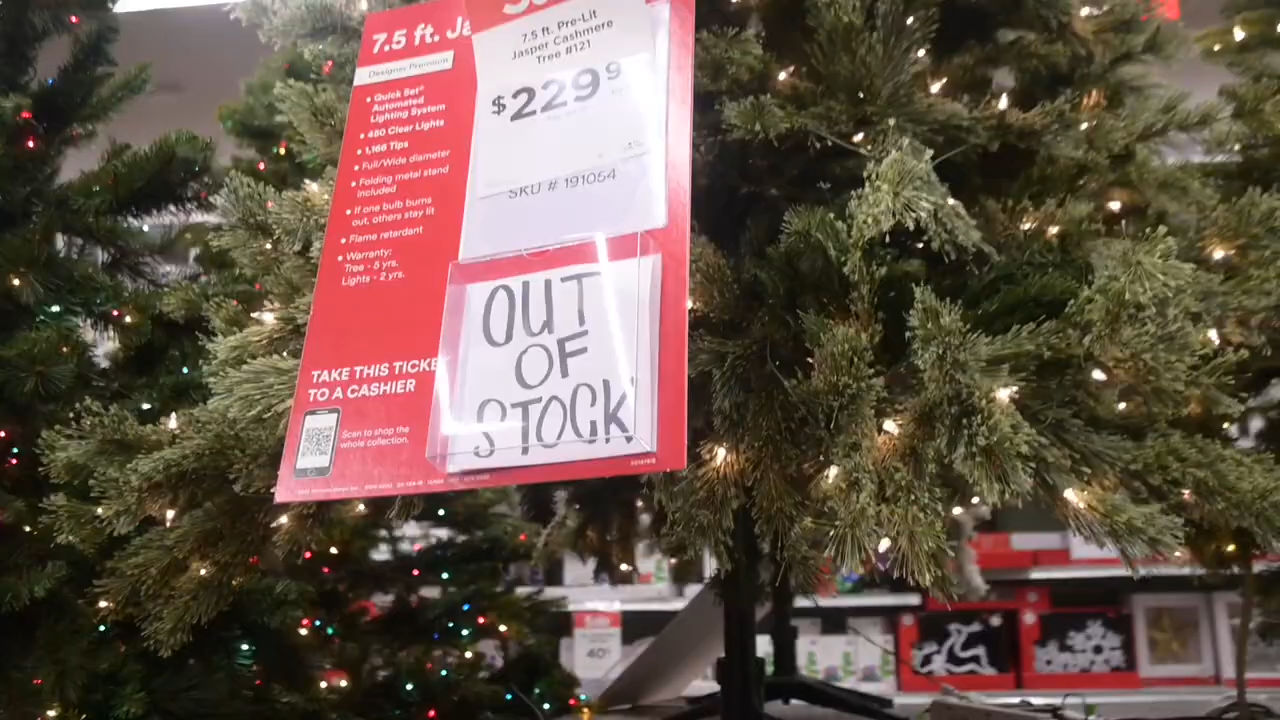 7.5 ft. Ja
Designer Premium
• Quick Set®
Automated
Lighting System
• 480 Clear Lights
• 1,166 Tips
• Full/Wide diameter
• Folding metal stand
included
• If one bulb burns
out, others stay lit
• Flame retardant
• Warranty:
Tree - 5 yrs.
Lights - 2 yrs.
TAKE THIS TICKE
TO A CASHIER
Scan to shop the
whole collection.
7.5 ft. Pre-Lit
Jasper Cashmere
Tree #121
$229 9
SKU # 191054
OUT
OF
STOCK
40%